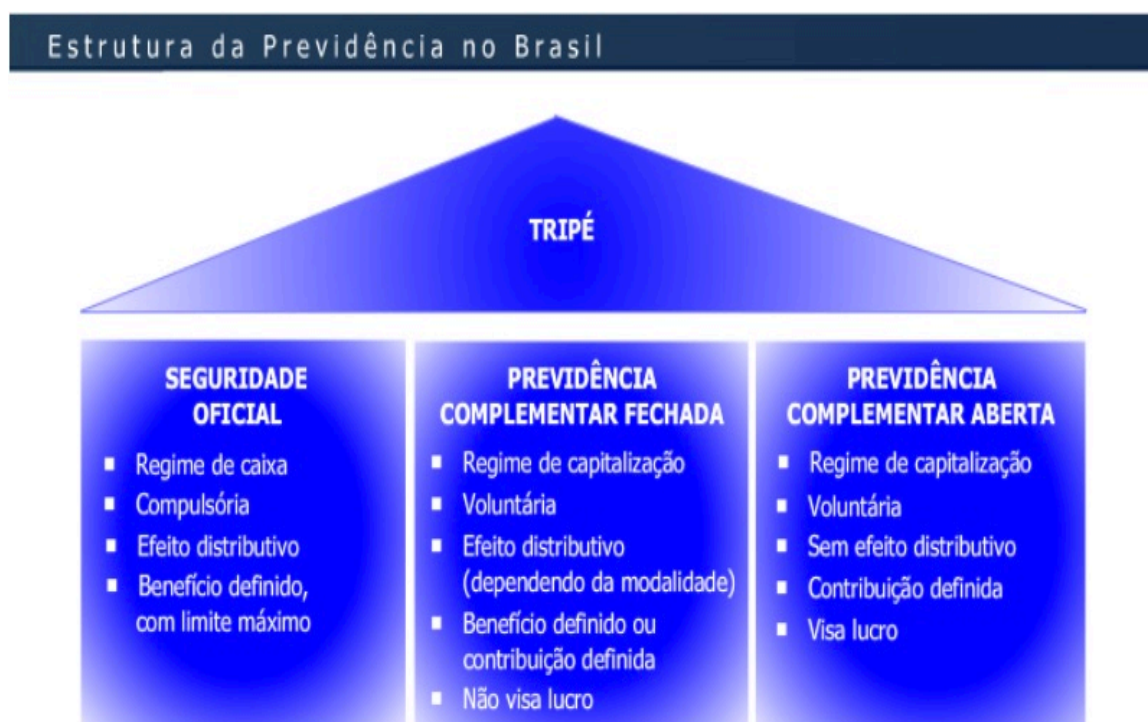 Estrutura da Previdência no Brasil
TRIPÉ
SEGURIDADE
OFICIAL
▪ Regime de caixa
▪ Compulsória
▪ Efeito distributivo
▪ Benefício definido,
com limite máximo
PREVIDÊNCIA
COMPLEMENTAR FECHADA
▪ Regime de capitalização
▪ Voluntária
▪ Efeito distributivo
(dependendo da modalidade)
▪ Benefício definido ou
contribuição definida
▪ Não visa lucro
PREVIDÊNCIA
COMPLEMENTAR ABERTA
▪ Regime de capitalização
▪ Voluntária
▪ Sem efeito distributivo
▪ Contribuição definida
▪ Visa lucro